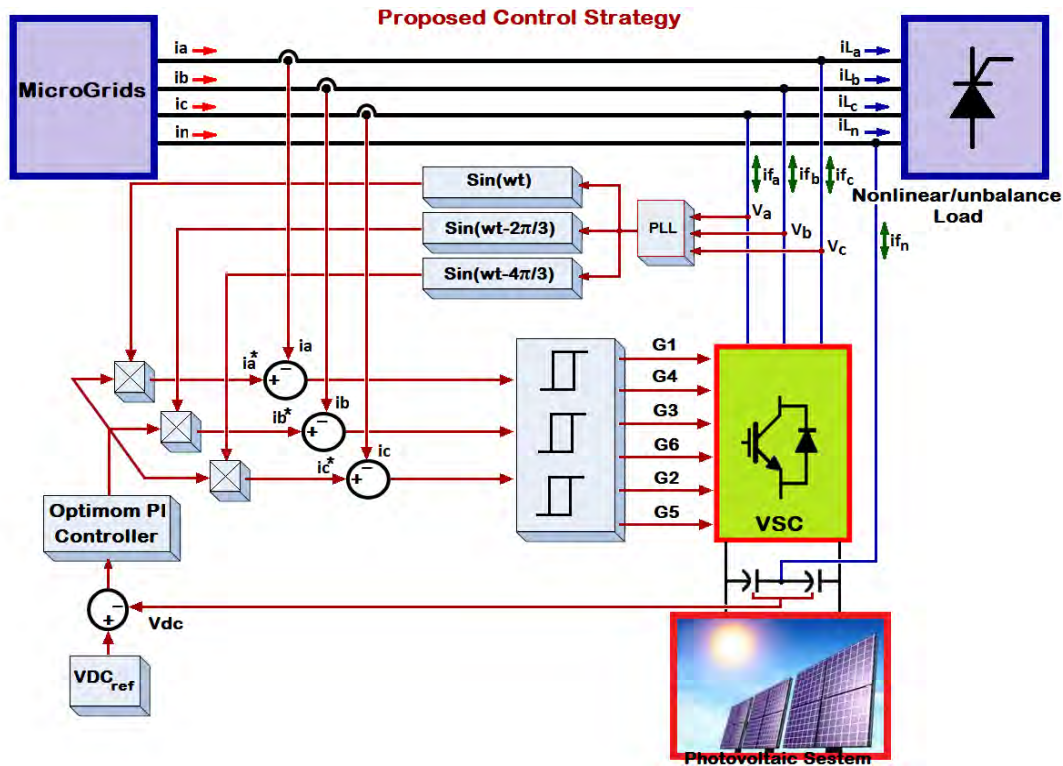 Proposed Control Strategy
MicroGrids
ia
ib
ic
in
iLa
iLb
iLc
iLn
Nonlinear/unbalance
Load
ifa
ifb
ifc
ifn
Sin(wt)
Sin(wt-2π/3)
Sin(wt-4π/3)
PLL
Va
Vb
Vc
ia*
ia
ib*
ib
ic*
ic
G1
G4
G3
G6
G2
G5
VSC
Optimom PI
Controller
Vdc
VDCref
Photovoltaic Sestem